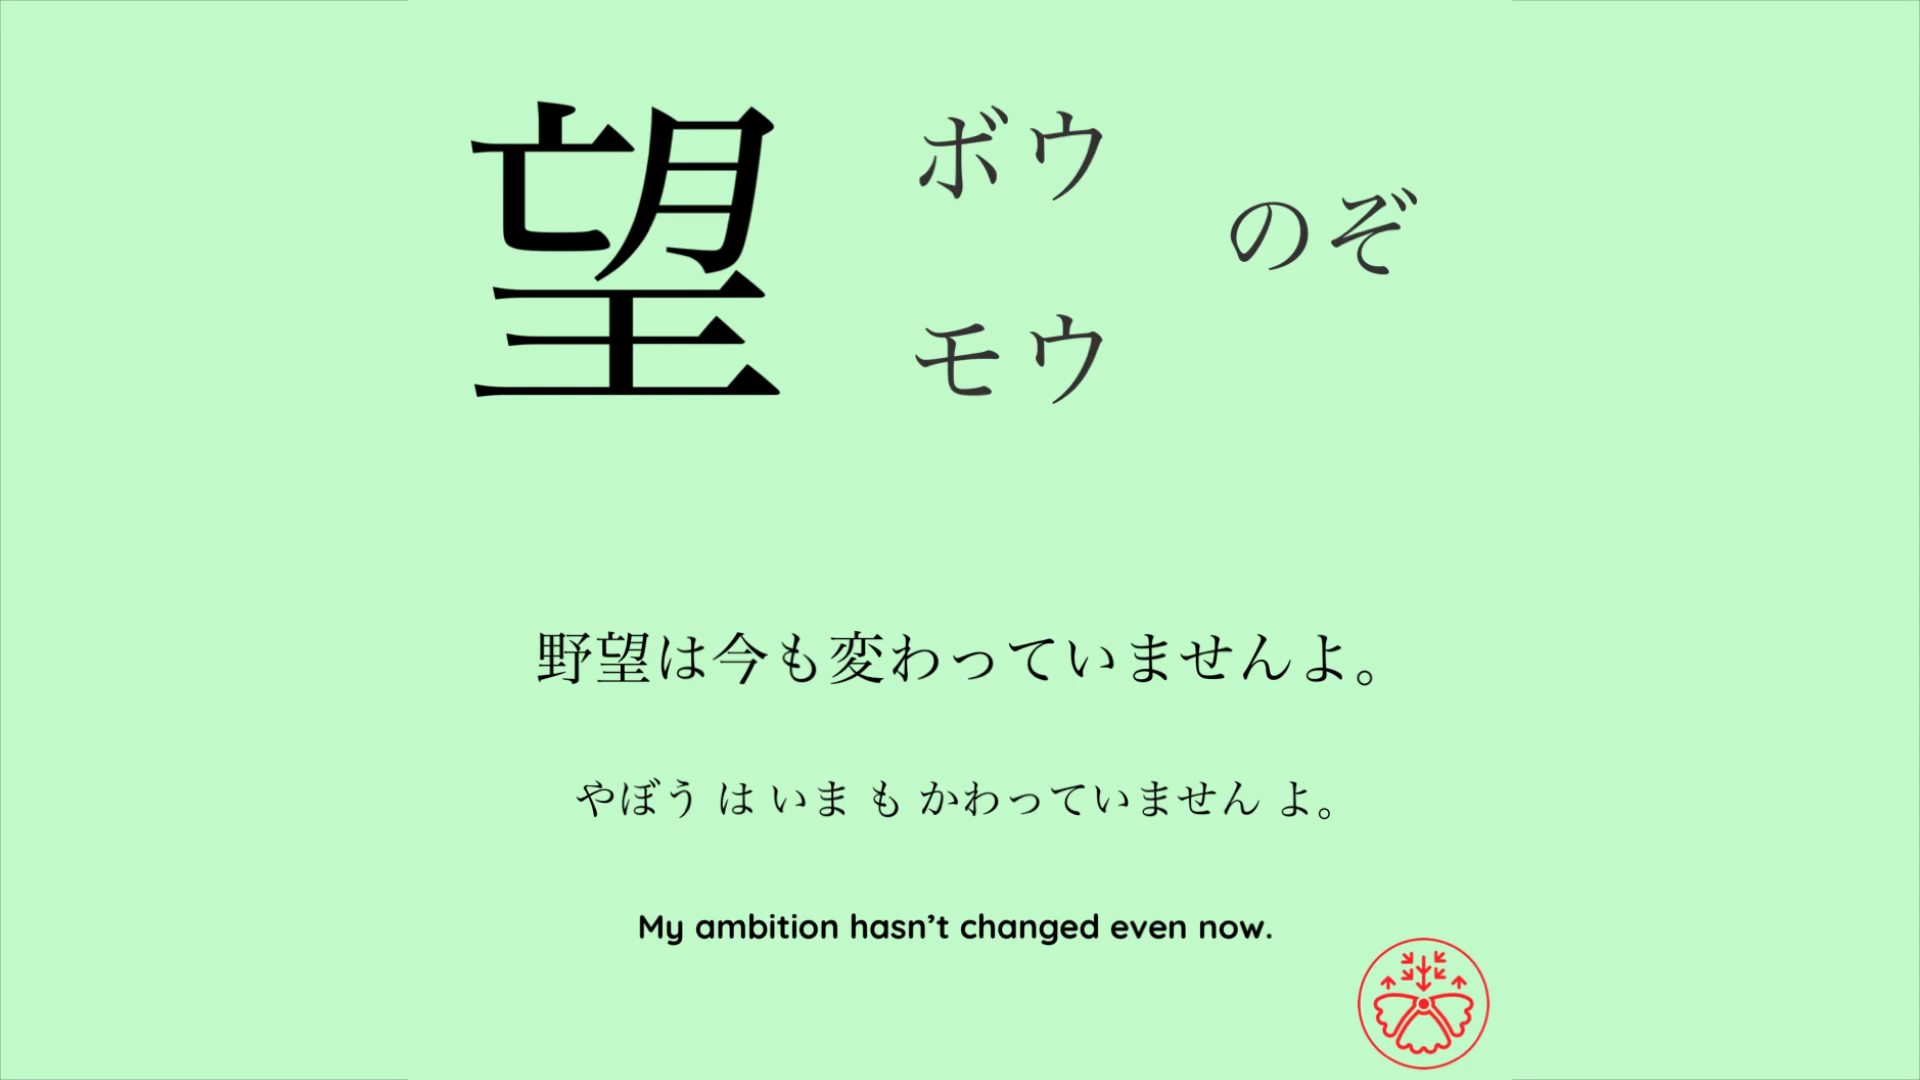 望
ボウ
のぞ
モウ
野望は今も変わっていませんよ。
やぼう は いま も かわっていません よ。
My ambition hasn’t changed even now.